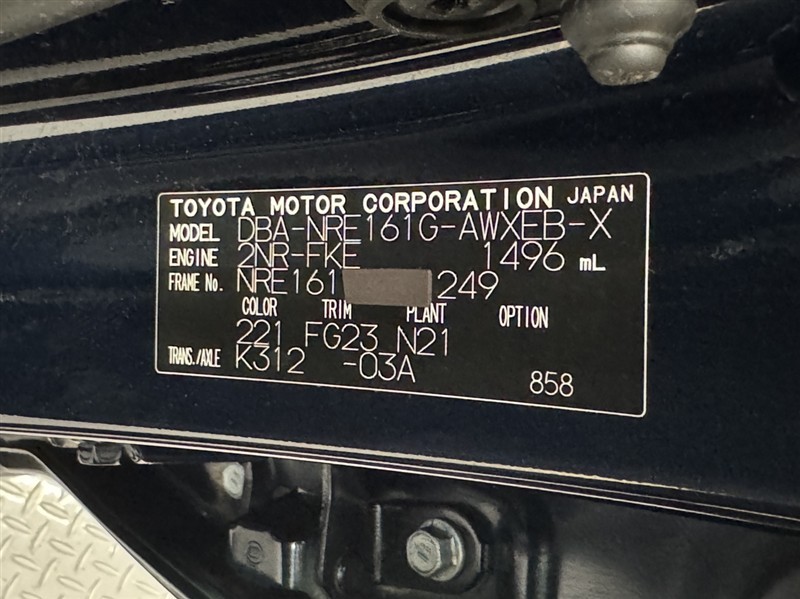 TOYOTA MOTOR CORPORATION JAPAN
MODEL DBA-NRE161G-AWXEB-X
ENGINE 2NR-FKE 1496 mL
FRAME No. NRE161 249
COLOR TRIM PLANT OPTION
221 FG23 N21
TRANS./AXLE K312 -03A
858